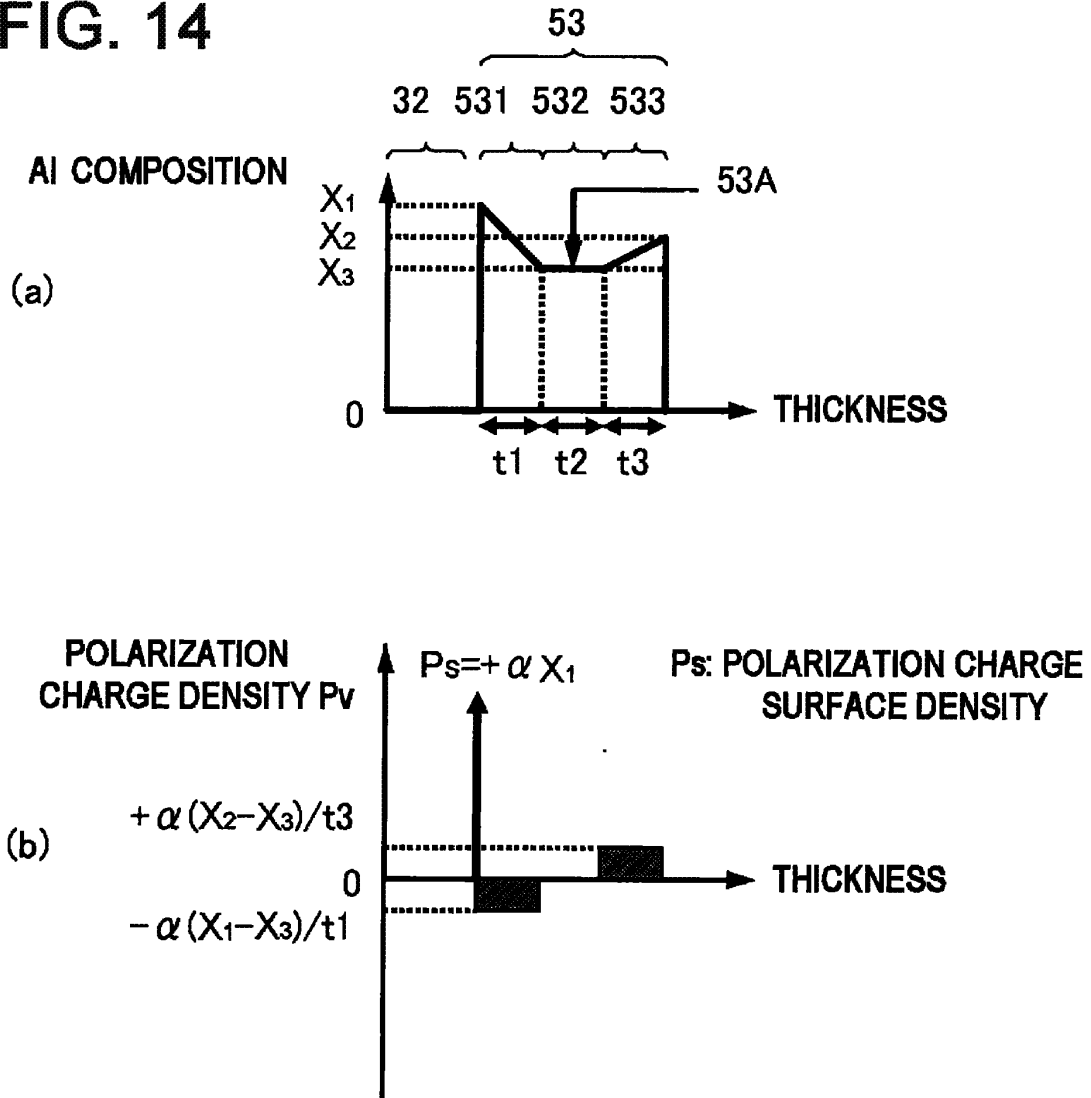 FIG. 14
53
32 531 532 533
Al COMPOSITION
53A
X1
X2
X3
(a)
0
THICKNESS
t1 t2 t3
POLARIZATION
CHARGE DENSITY Pv
Ps=+αX1
Ps: POLARIZATION CHARGE
SURFACE DENSITY
+α(X2-X3)/t3
(b)
0
THICKNESS
-α(X1-X3)/t1